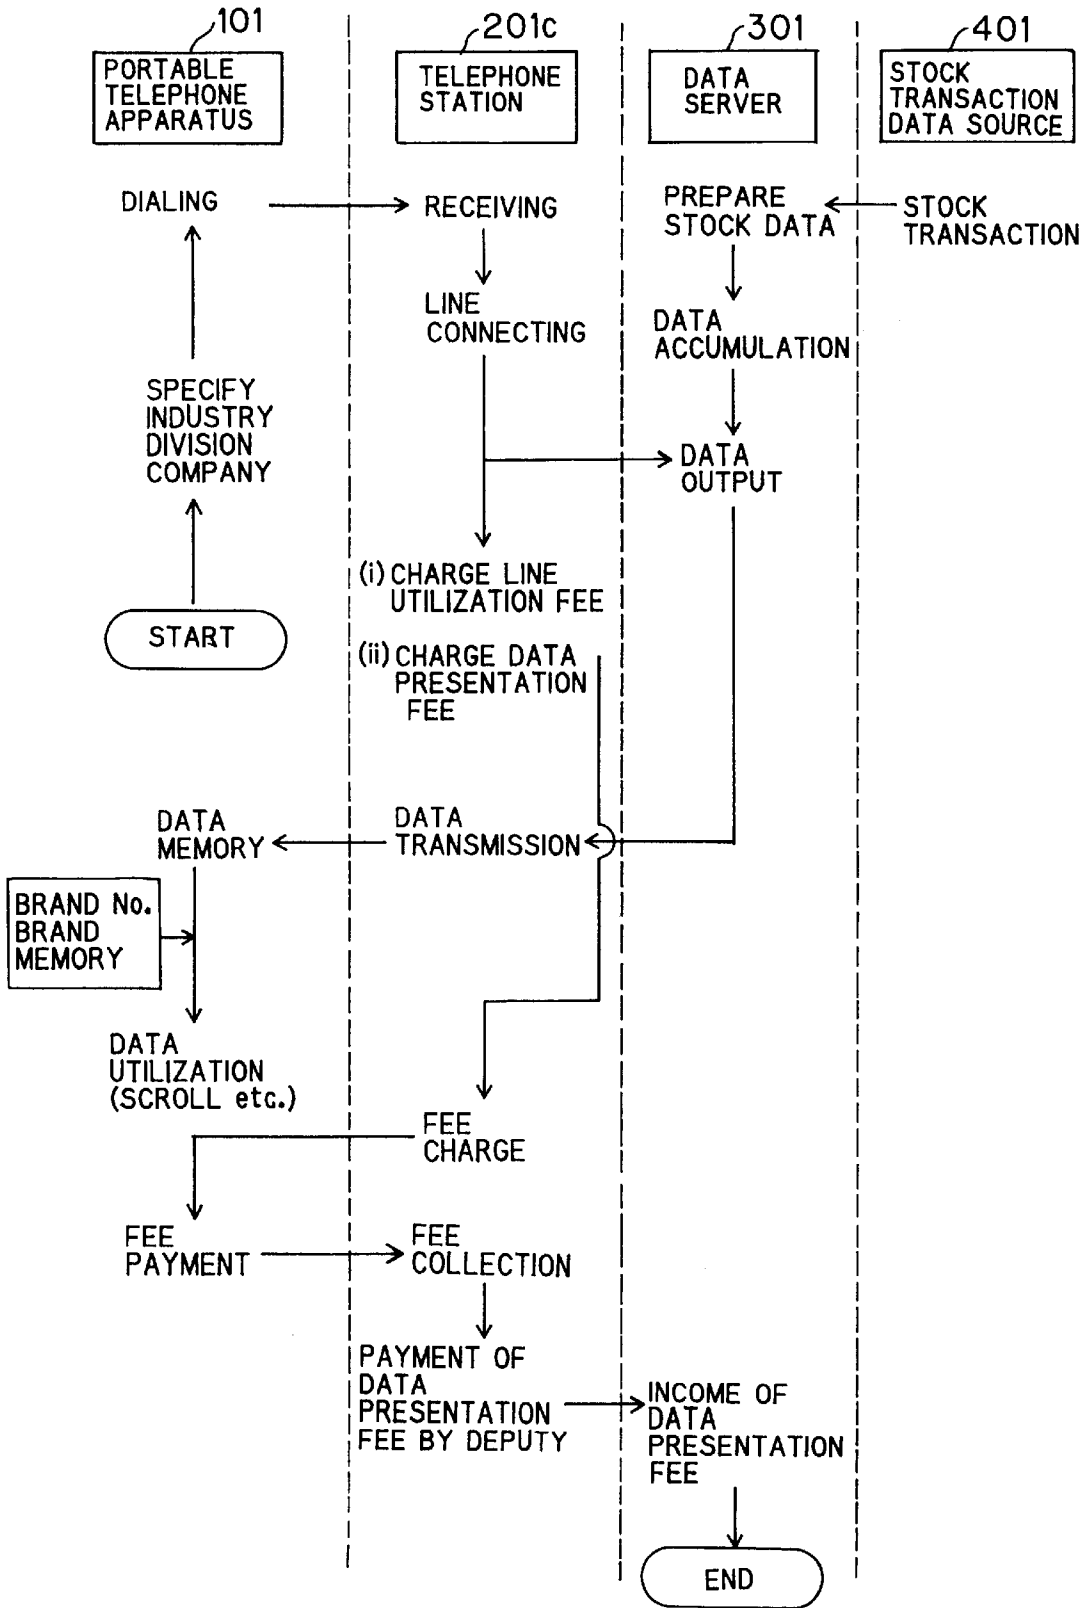 101
201c
301
401
PORTABLE
TELEPHONE
APPARATUS
TELEPHONE
STATION
DATA
SERVER
STOCK
TRANSACTION
DATA SOURCE
DIALING
RECEIVING
PREPARE
STOCK DATA
STOCK
TRANSACTION
LINE
CONNECTING
DATA
ACCUMULATION
SPECIFY
INDUSTRY
DIVISION
COMPANY
DATA
OUTPUT
(i) CHARGE LINE
UTILIZATION FEE
START
(ii) CHARGE DATA
PRESENTATION
FEE
DATA
MEMORY
DATA
TRANSMISSION
BRAND No.
BRAND
MEMORY
DATA
UTILIZATION
(SCROLL etc.)
FEE
CHARGE
FEE
PAYMENT
FEE
COLLECTION
PAYMENT OF
DATA
PRESENTATION
FEE BY DEPUTY
INCOME OF
DATA
PRESENTATION
FEE
END